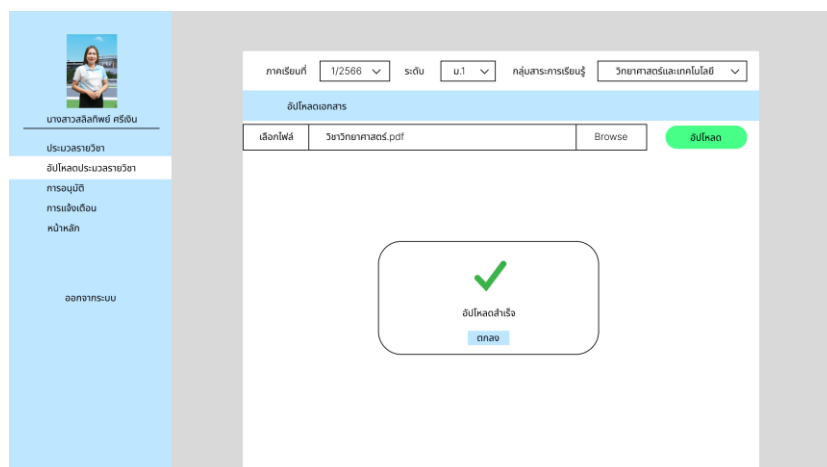 นางสาวสลิลทิพย์ ศรีเงิน
ประมวลรายวิชา
อัปโหลดประมวลรายวิชา
การอนุมัติ
การแจ้งเตือน
หน้าหลัก
ออกจากระบบ
ภาคเรียนที่ 1/2566 ระดับ ม.1 กลุ่มสาระการเรียนรู้ วิทยาศาสตร์และเทคโนโลยี
อัปโหลดเอกสาร
เลือกไฟล์ วิชาวิทยาศาสตร์.pdf Browse อัปโหลด
อัปโหลดสำเร็จ
ตกลง